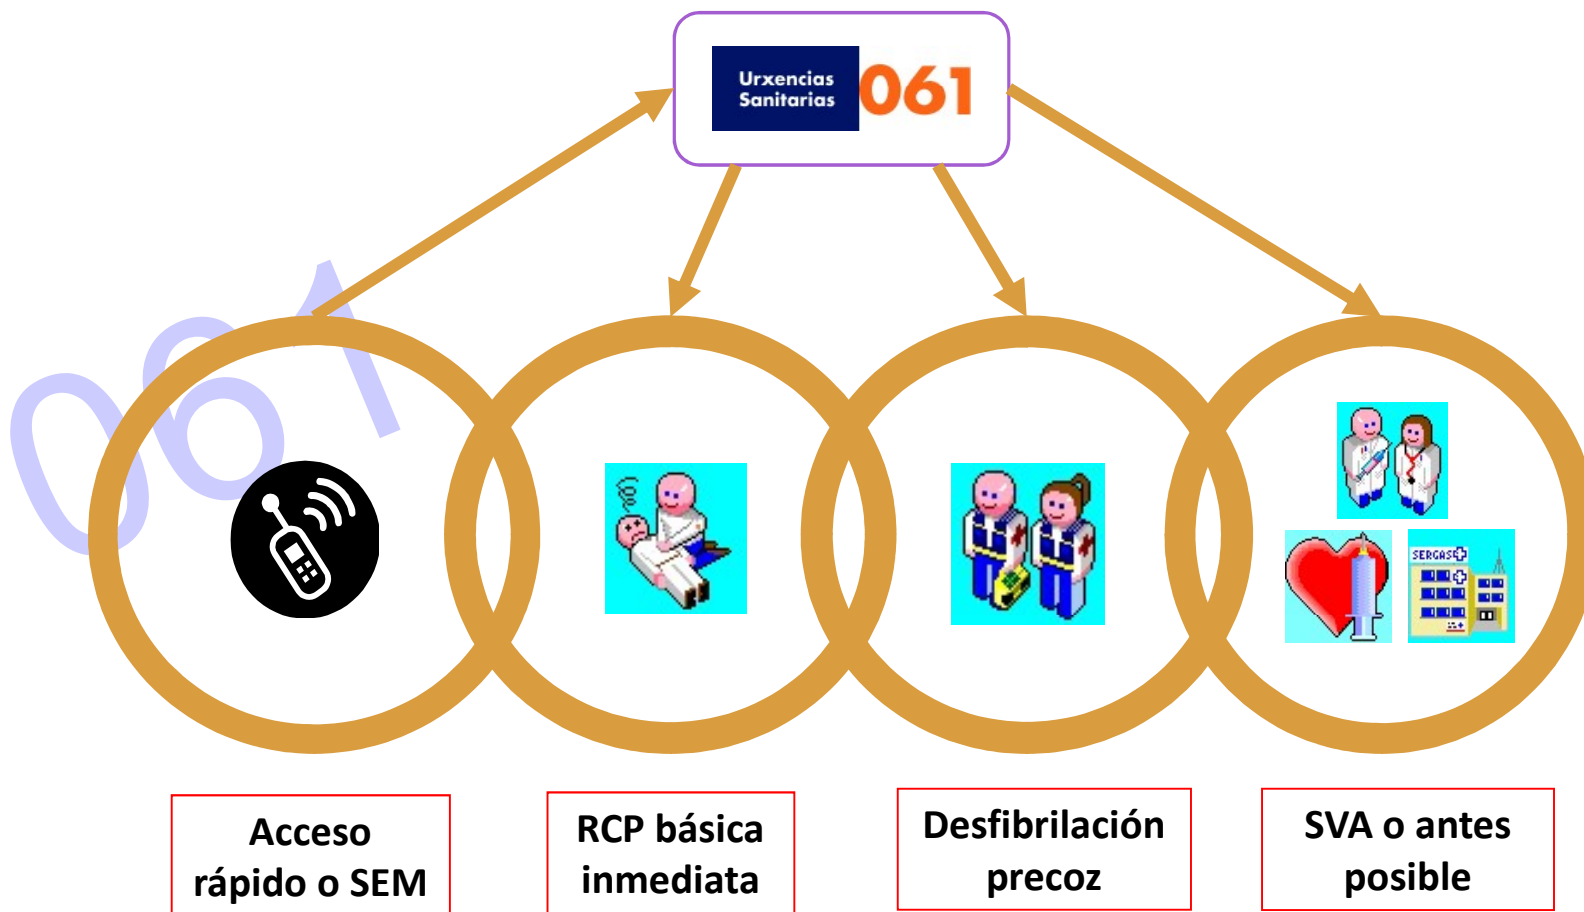 Urxencias
Sanitarias
061
061
SERGAS
Acceso
rápido o SEM
RCP básica
inmediata
Desfibrilación
precoz
SVA o antes
posible